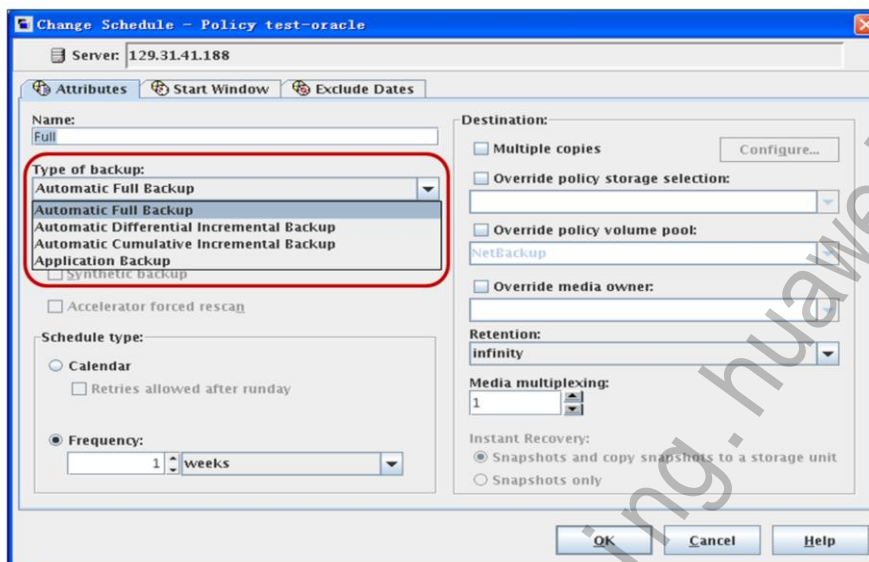 Change Schedule - Policy test-oracle
Server: 129.31.41.188
Attributes Start Window Exclude Dates
Name:
Full
Type of backup:
Automatic Full Backup
Automatic Full Backup
Automatic Differential Incremental Backup
Automatic Cumulative Incremental Backup
Application Backup
Synthetic backup
Accelerator forced rescan
Schedule type:
Calendar
Retries allowed after runday
Frequency:
1 weeks
Destination:
Multiple copies Configure...
Override policy storage selection:
Override policy volume pool:
NetBackup
Override media owner:
Retention:
infinity
Media multiplexing:
1
Instant Recovery:
Snapshots and copy snapshots to a storage unit
Snapshots only
OK Cancel Help
ing.huawe